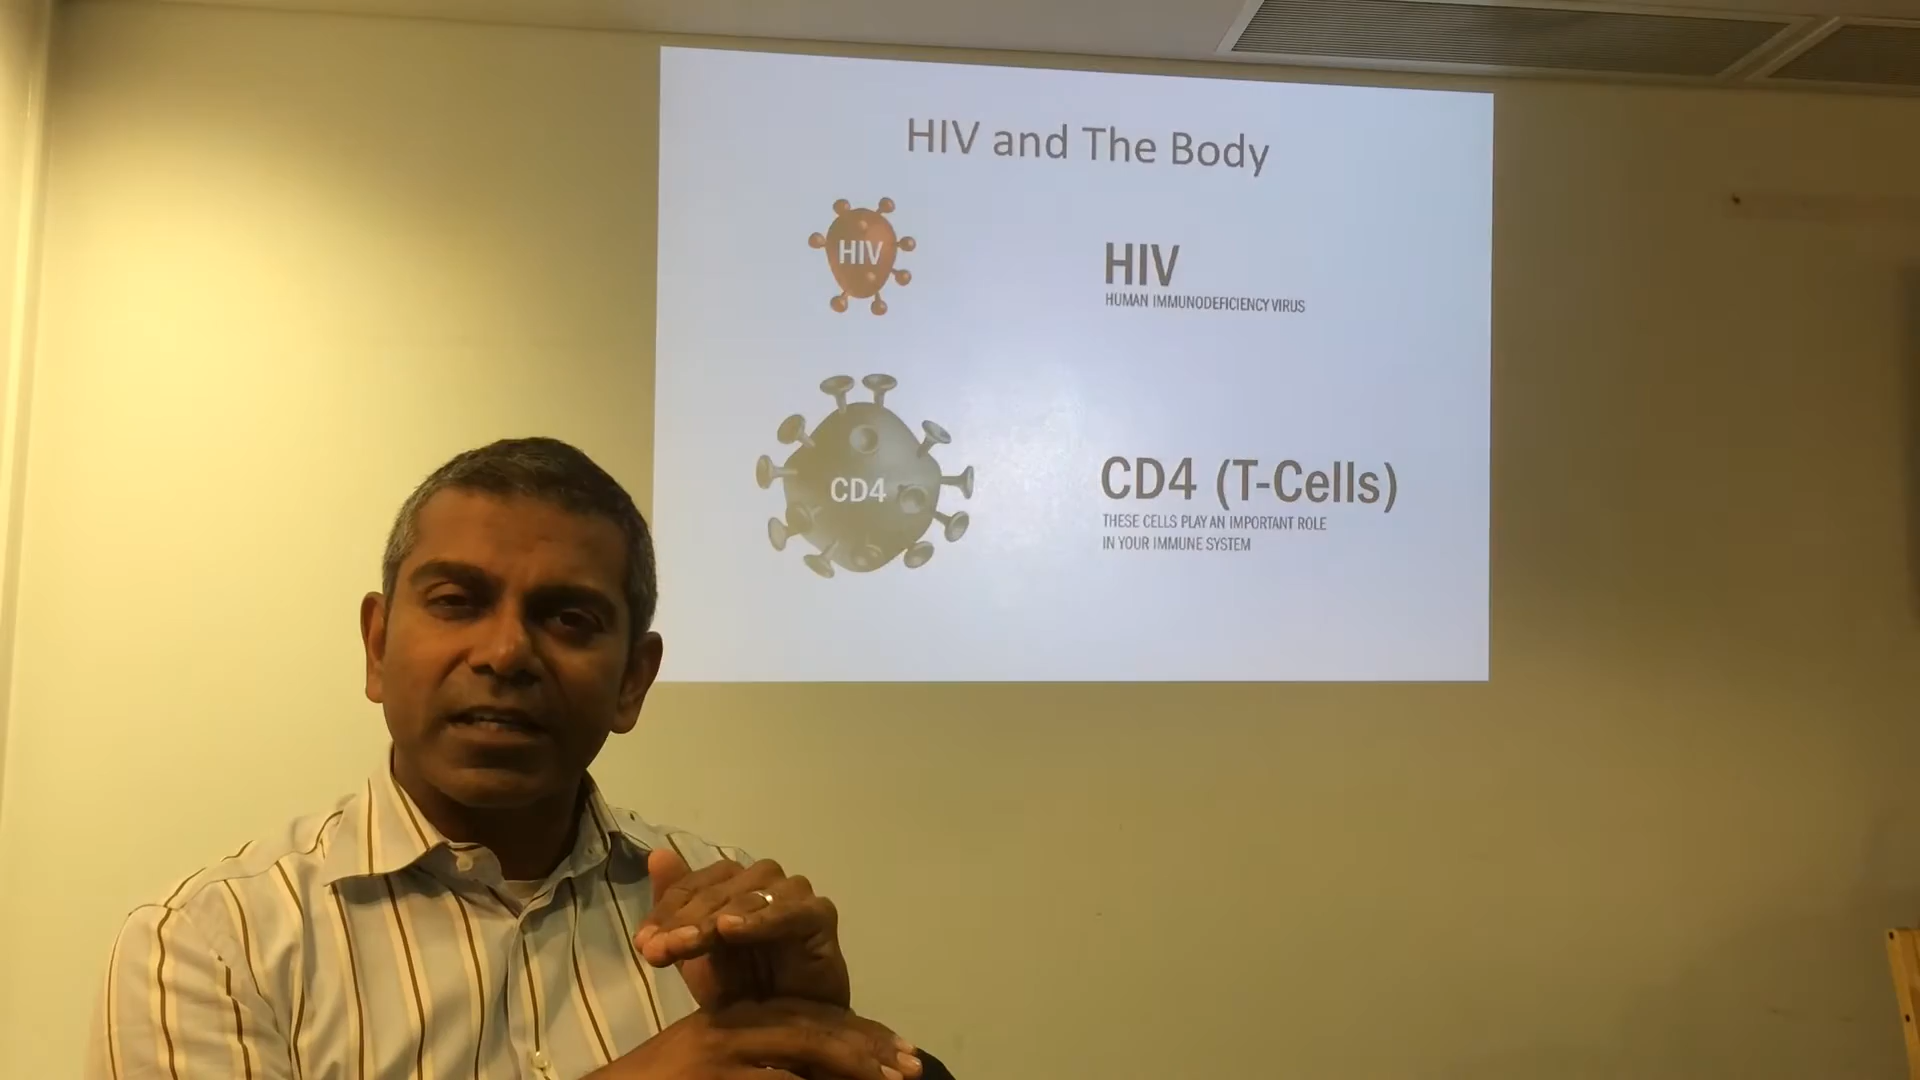 HIV and The Body
HIV
HIV
HUMAN IMMUNODEFICIENCY VIRUS
CD4
CD4 (T-Cells)
THESE CELLS PLAY AN IMPORTANT ROLE
IN YOUR IMMUNE SYSTEM